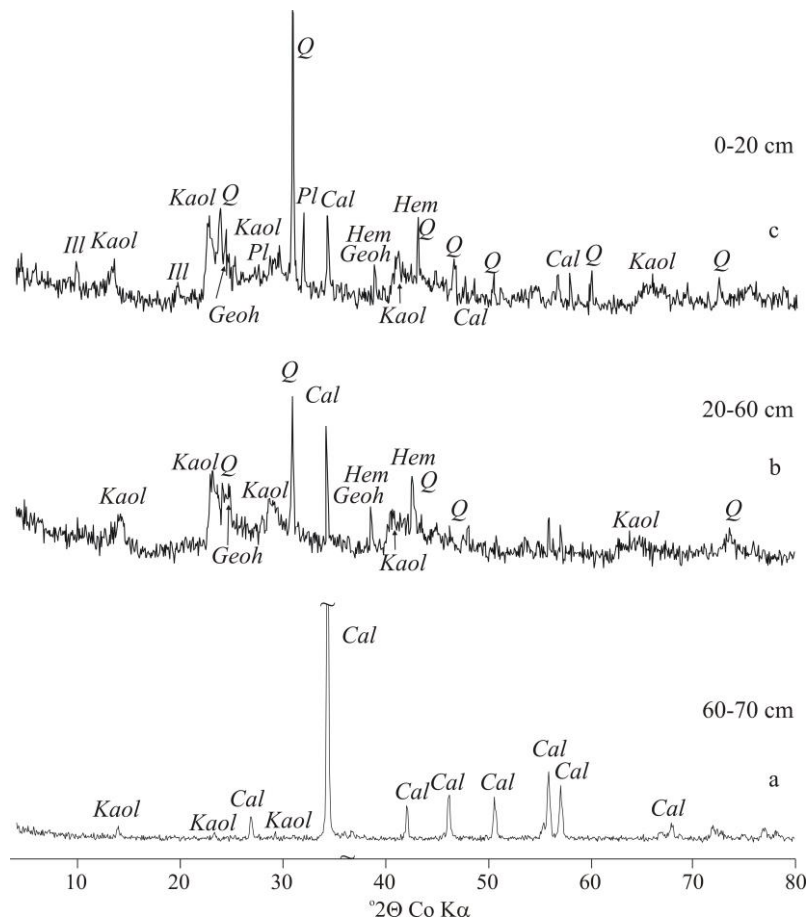 Q
0-20 cm
Kaol Q
Pl Cal
Hem
Kaol
Ill Kaol
Pl
Hem
Geoh
Q
Q
Q
Cal Q
Kaol
Q
c
Ill
Geoh
Kaol
Cal
Q
20-60 cm
Cal
Kaol Q
Kaol
Kaol
Hem
Geoh
Hem
Q
Q
Kaol
Q
b
Geoh
Kaol
~
Cal
60-70 cm
Cal
Cal
a
Kaol
Kaol
Cal
Kaol
Cal
Cal
Cal
Cal
~
10 20 30 40 50 60 70 80
°2Θ Co Kα